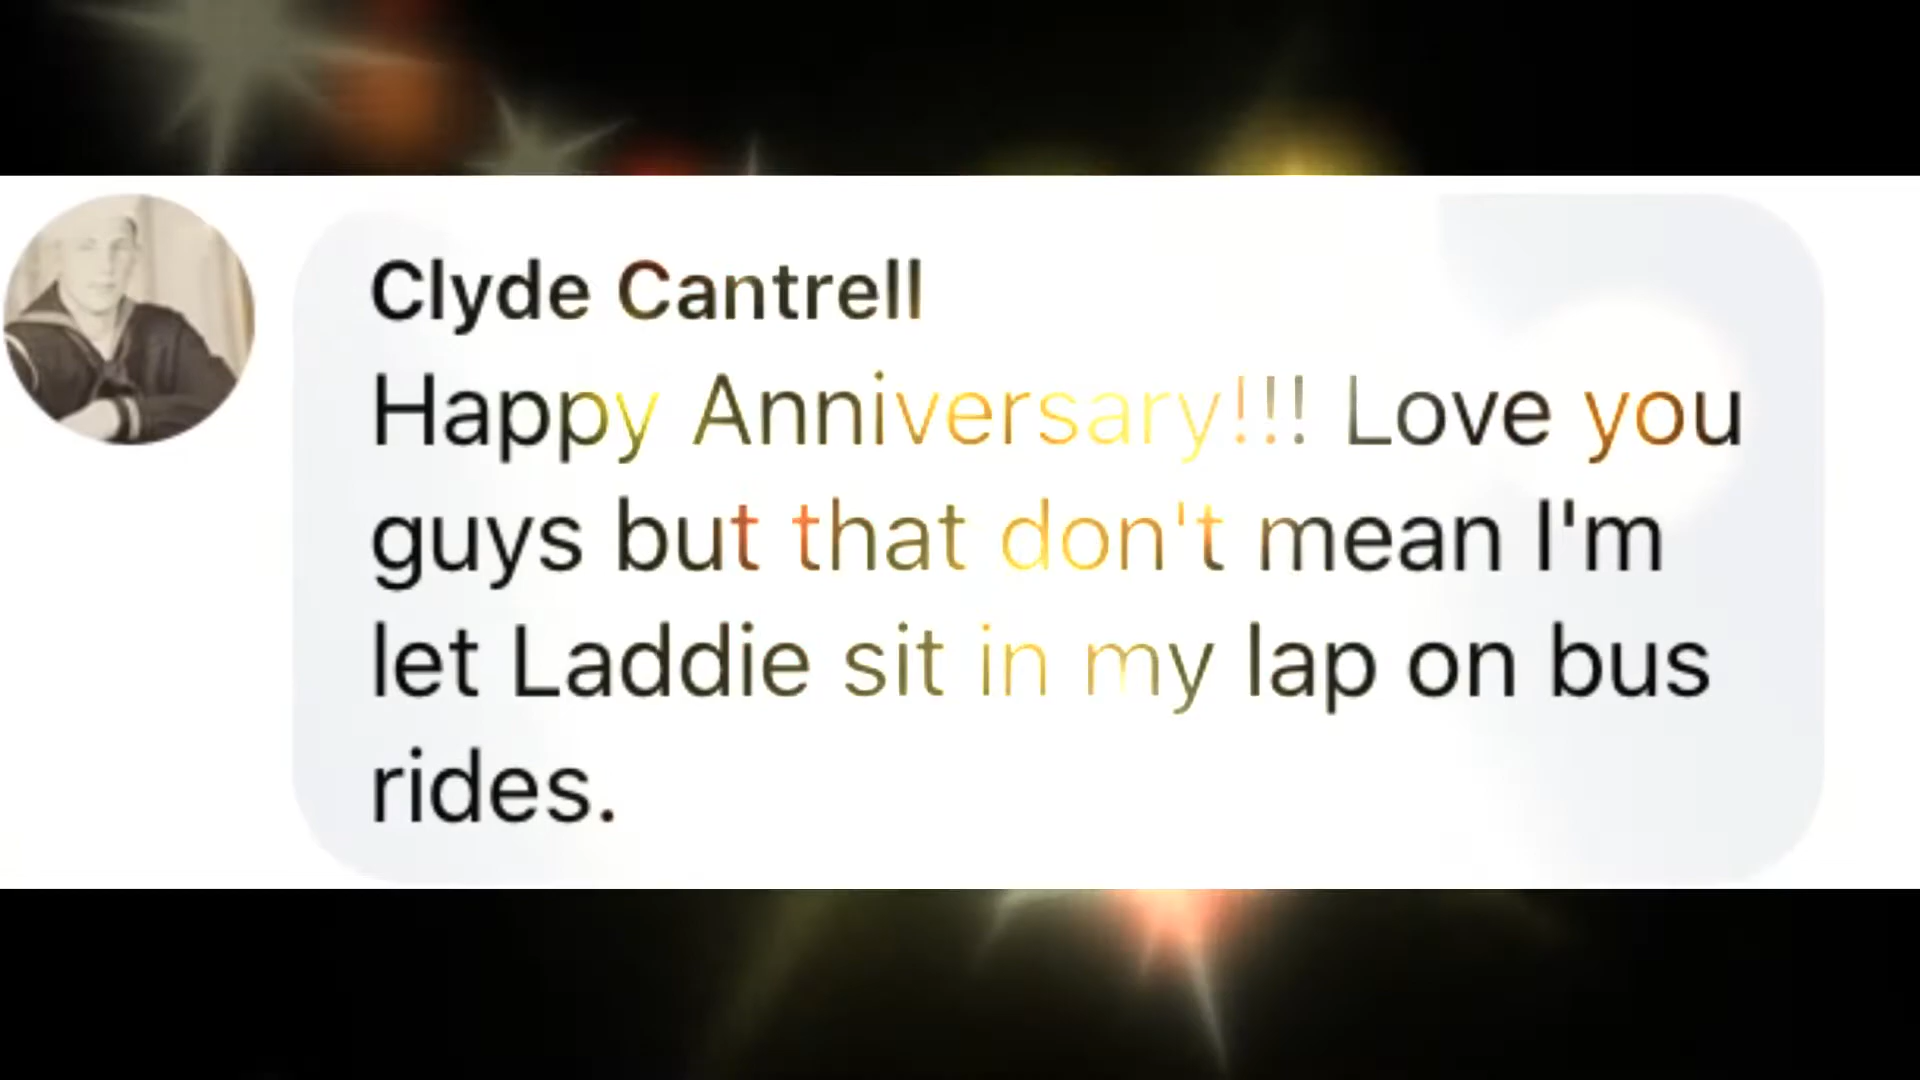 Clyde Cantrell
Happy Anniversary!!! Love you
guys but that don't mean I'm
let Laddie sit in my lap on bus
rides.